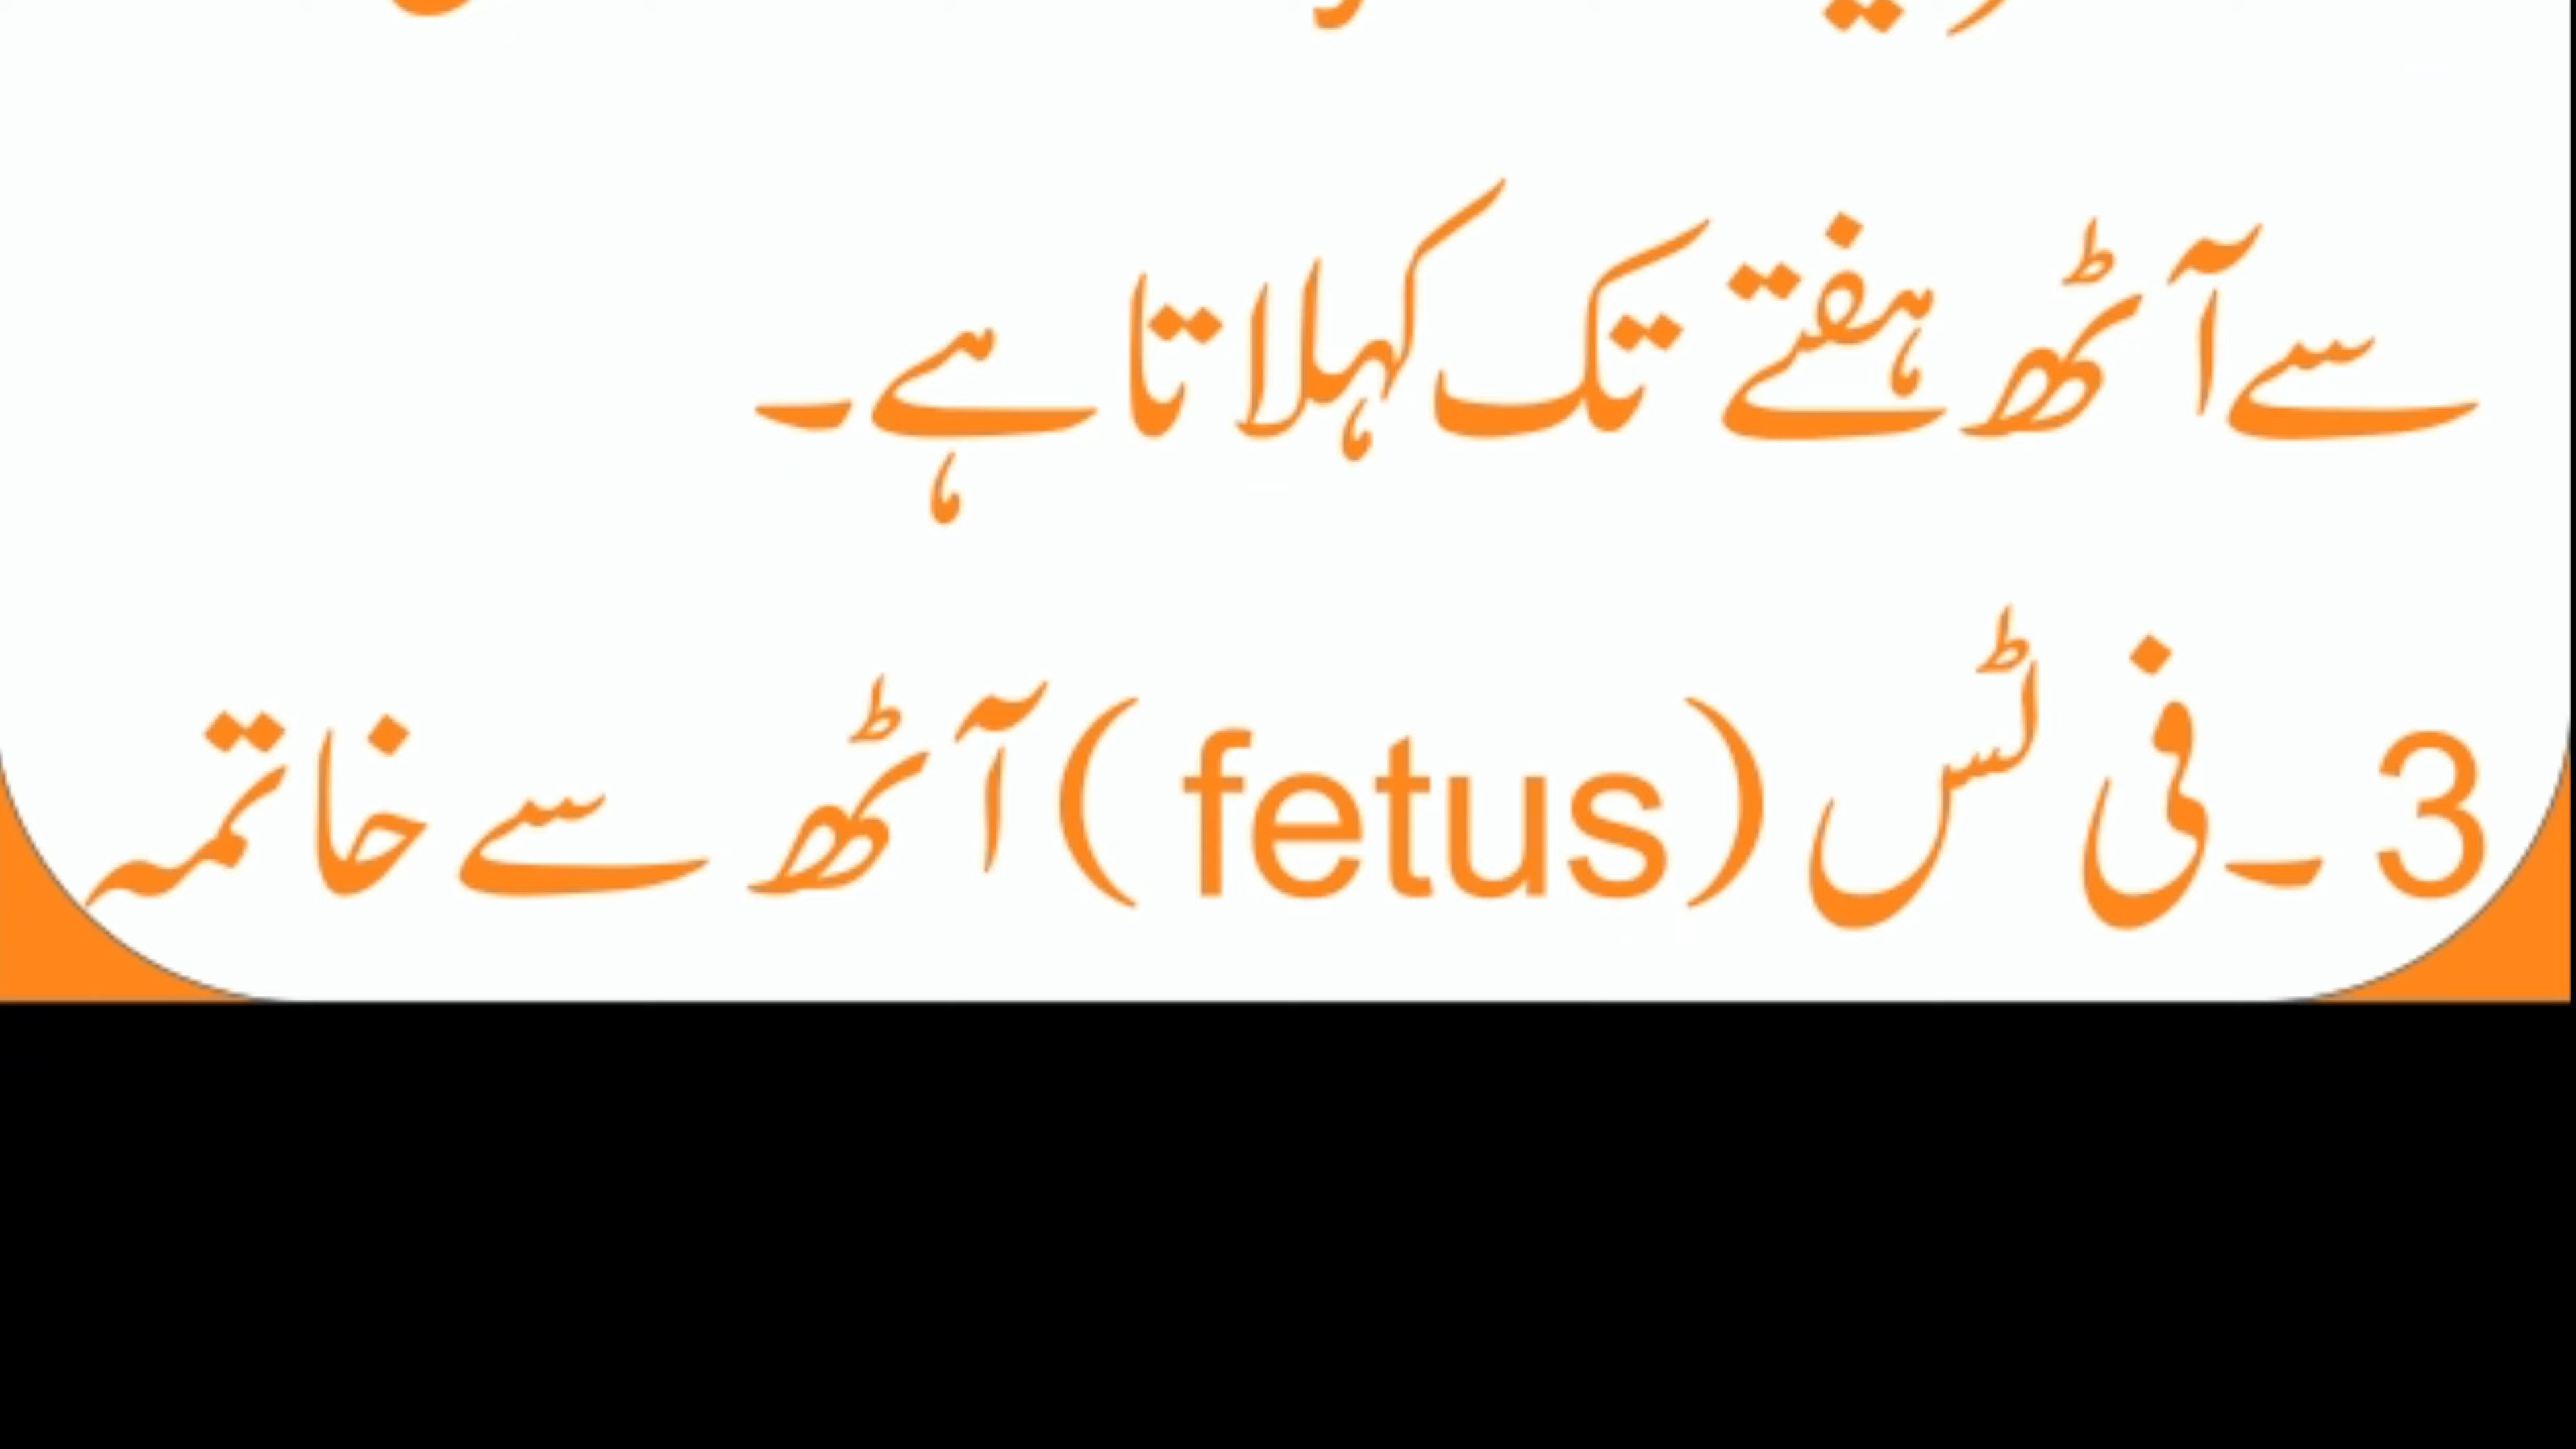 سے آٹھ ہفتے تک کہلاتا ہے۔
3۔فی ٹس (fetus) آٹھ سے خاتمہ